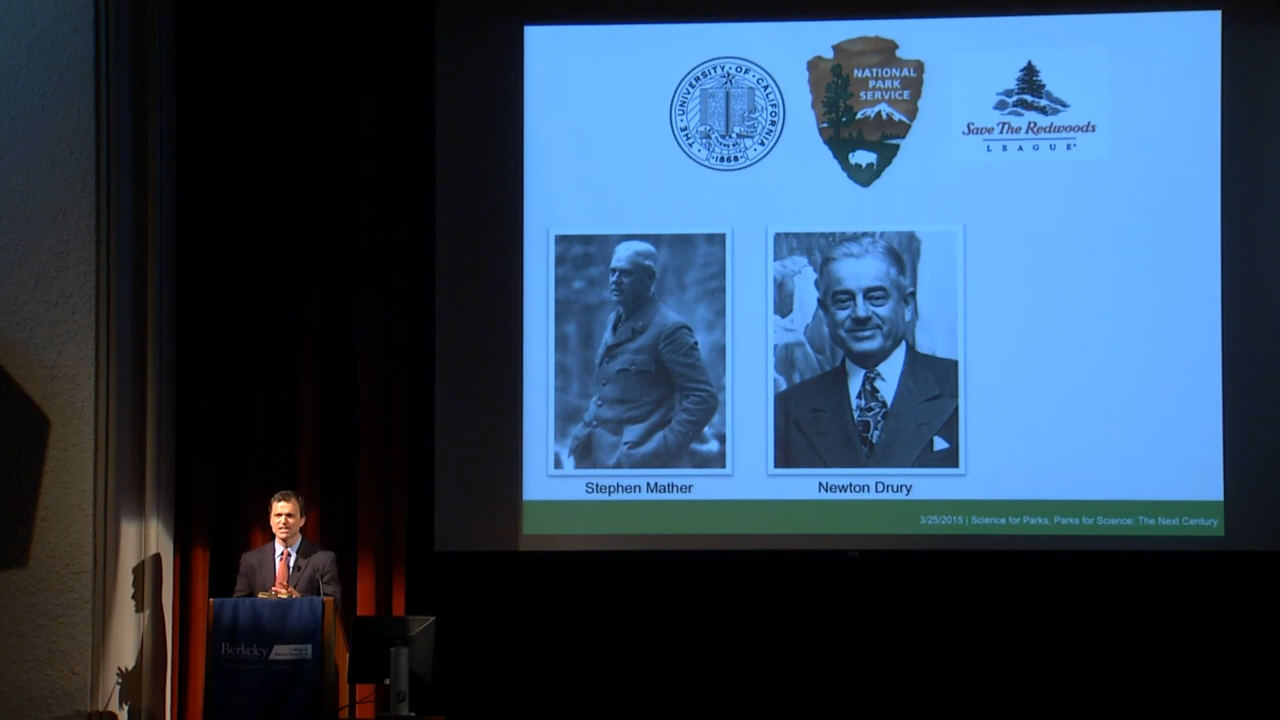 THE · UNIVERSITY · OF · CALIFORNIA ·
· 1868 ·
NATIONAL
PARK
SERVICE
Save The Redwoods
LEAGUE®
Stephen Mather
Newton Drury
3/25/2015 | Science for Parks, Parks for Science: The Next Century
Berkeley